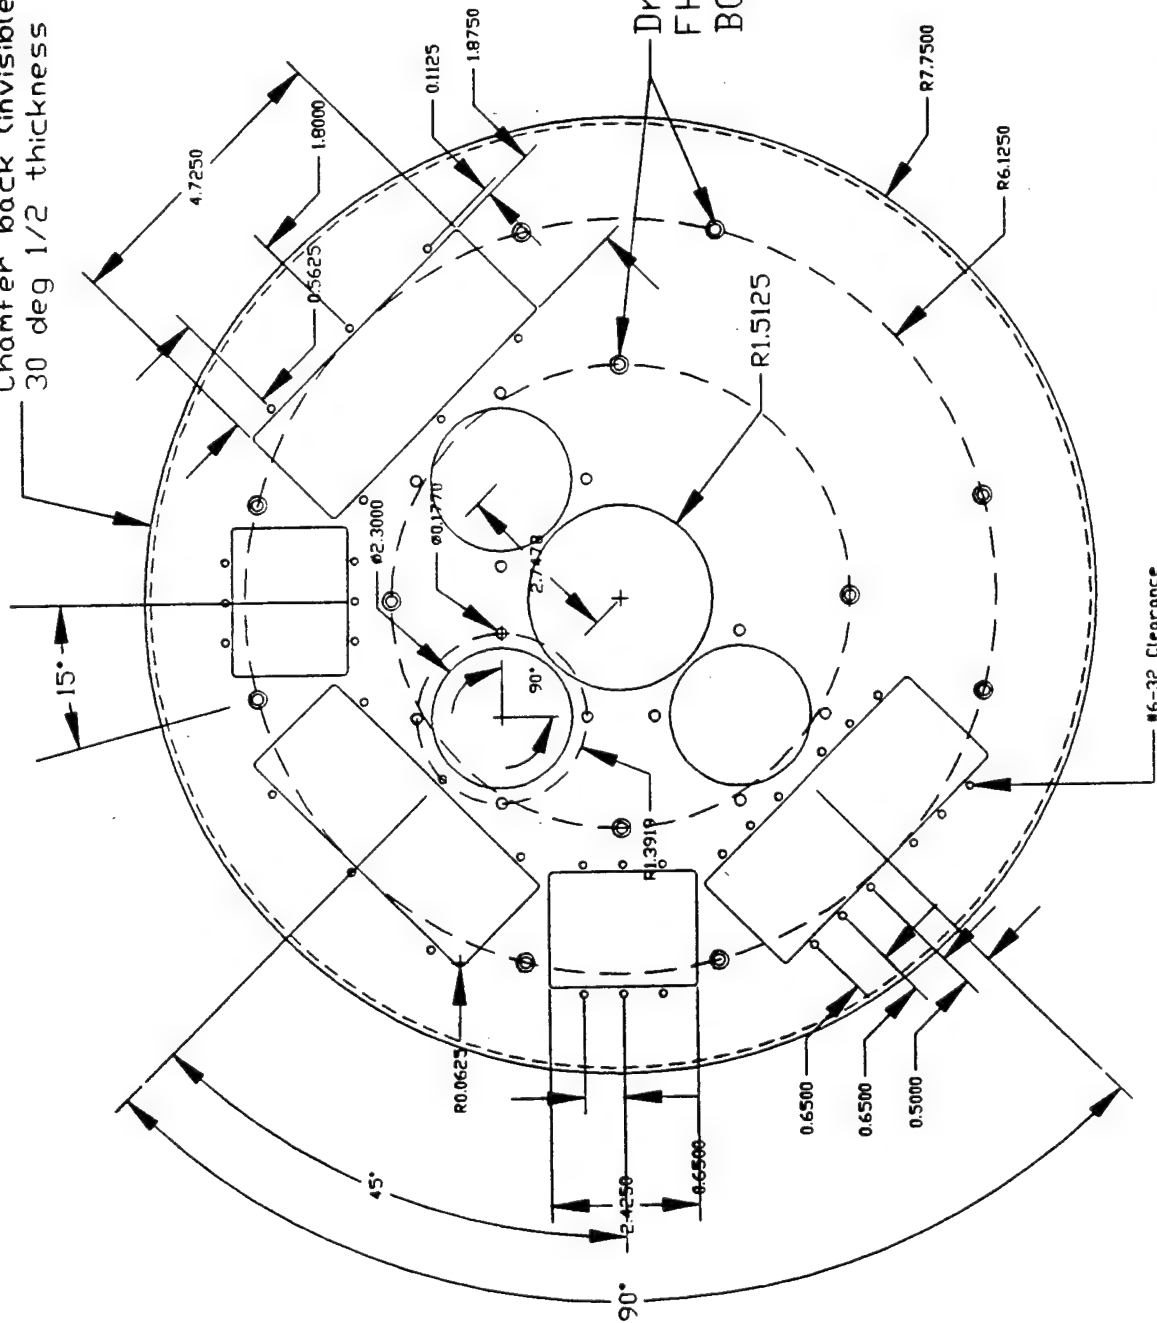 Chamfer back (invisible
30 deg 1/2 thickness
Dr
FH
BC
4.7250
1.8000
0.1125
1.8750
0.5625
R7.7500
R6.1250
R1.5125
ø2.3000
ø0.1770
2.7478
15°
90°
R1.3919
R0.0625
45°
90°
2.4250
0.6500
0.6500
0.6500
0.5000
#6-32 Clearance